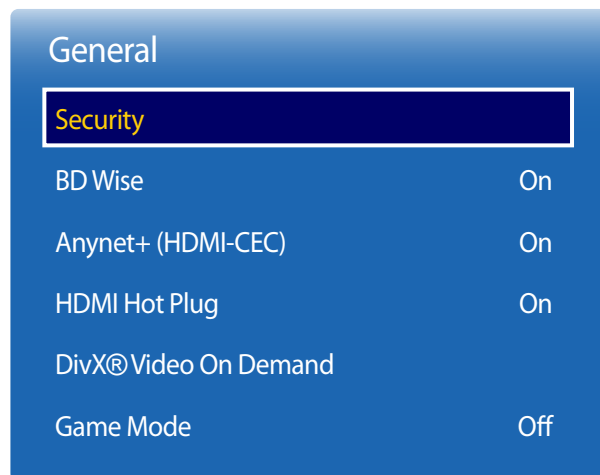 General
Security
BD Wise On
Anynet+ (HDMI-CEC) On
HDMI Hot Plug On
DivX® Video On Demand
Game Mode Off